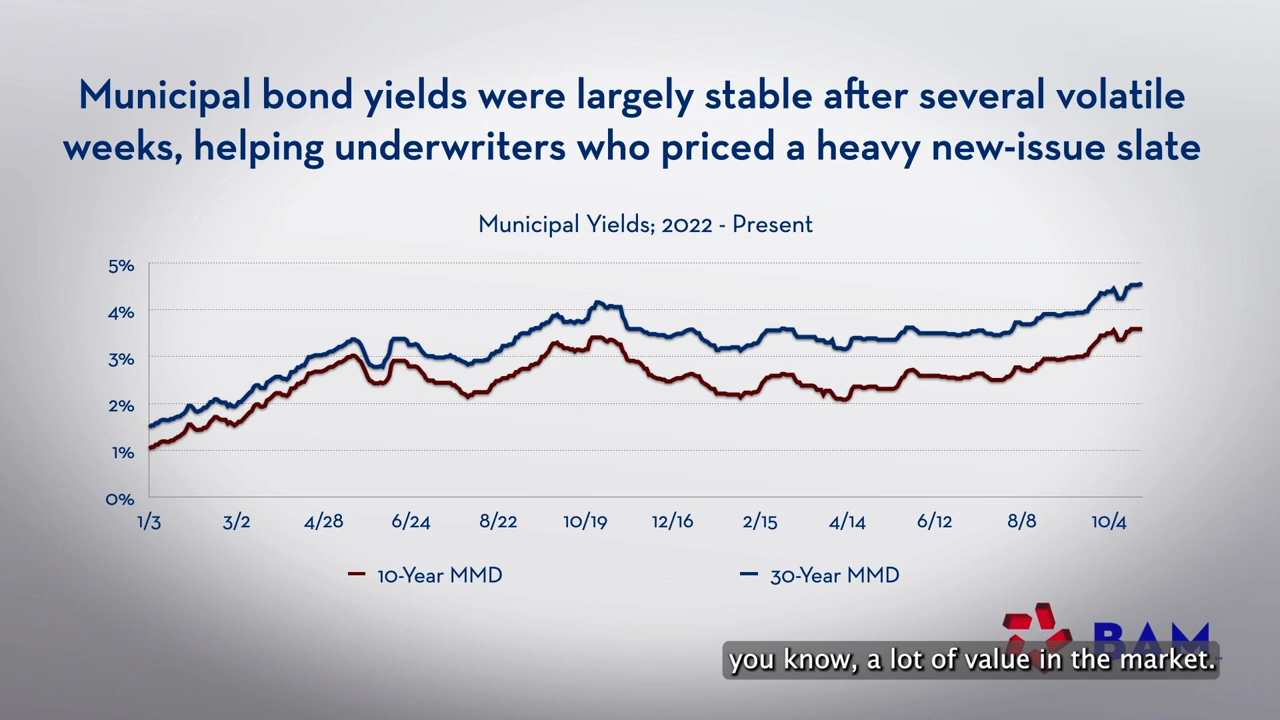 Municipal bond yields were largely stable after several volatile
weeks, helping underwriters who priced a heavy new-issue slate
Municipal Yields; 2022 - Present
5%
4%
3%
2%
1%
0%
1/3 3/2 4/28 6/24 8/22 10/19 12/16 2/15 4/14 6/12 8/8 10/4
10-Year MMD 30-Year MMD
BAM
you know, a lot of value in the market.